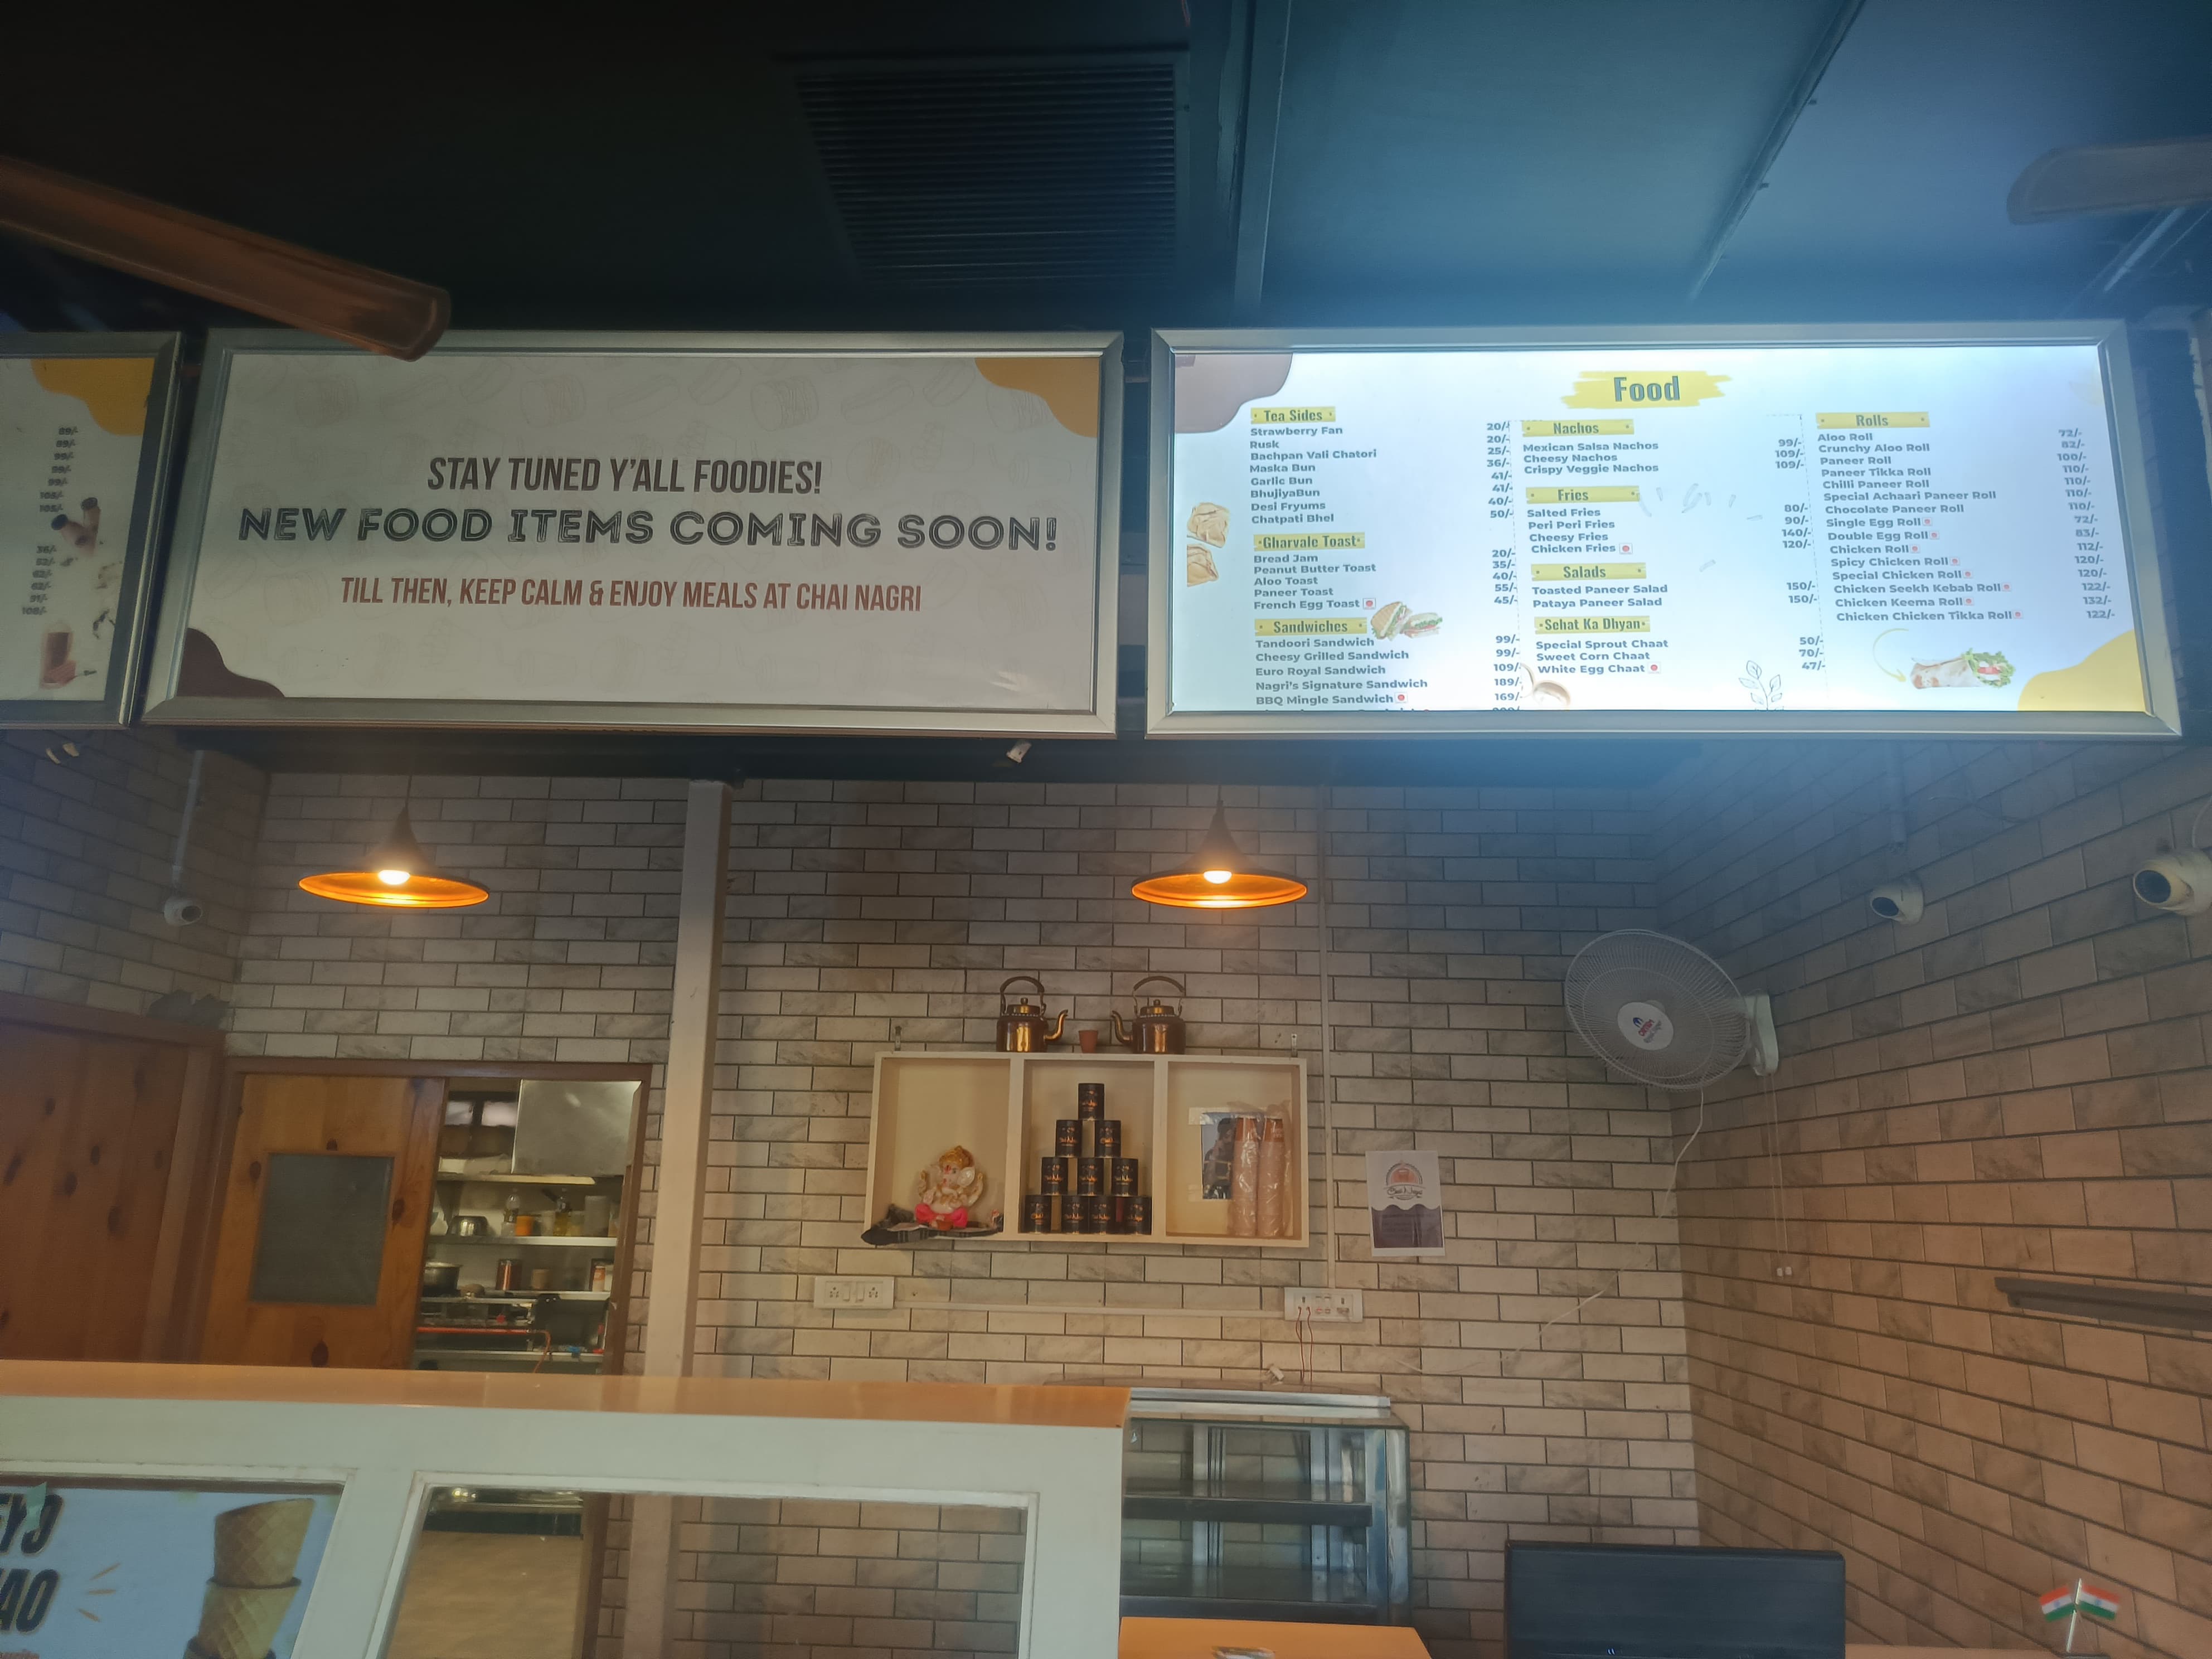 89/-
89/-
99/-
99/-
99/-
105/-
105/-
STAY TUNED Y'ALL FOODIES!
NEW FOOD ITEMS COMING SOON!
TILL THEN, KEEP CALM & ENJOY MEALS AT CHAI NAGRI
Food
Tea Sides
Strawberry Fan 20/-
Rusk 20/-
Bachpan Vali Chatori 25/-
Maska Bun 36/-
Garlic Bun 41/-
BhujiyaBun 41/-
Desi Fryums 40/-
Chatpati Bhel 50/-
Gharvale Toast
Bread Jam 20/-
Peanut Butter Toast 35/-
Aloo Toast 40/-
Paneer Toast 55/-
French Egg Toast 45/-
Sandwiches
Tandoori Sandwich 99/-
Cheesy Grilled Sandwich 99/-
Euro Royal Sandwich 109/-
Nagri's Signature Sandwich 189/-
BBQ Mingle Sandwich 169/-
Nachos
Mexican Salsa Nachos 99/-
Cheesy Nachos 109/-
Crispy Veggie Nachos 109/-
Fries
Salted Fries 80/-
Peri Peri Fries 90/-
Cheesy Fries 140/-
Chicken Fries 120/-
Salads
Toasted Paneer Salad 150/-
Pataya Paneer Salad 150/-
Sehat Ka Dhyan
Special Sprout Chaat 50/-
Sweet Corn Chaat 70/-
White Egg Chaat 47/-
Rolls
Aloo Roll 72/-
Crunchy Aloo Roll 82/-
Paneer Roll 100/-
Paneer Tikka Roll 110/-
Chilli Paneer Roll 110/-
Special Achaari Paneer Roll 110/-
Chocolate Paneer Roll 110/-
Single Egg Roll 72/-
Double Egg Roll 83/-
Chicken Roll 112/-
Spicy Chicken Roll 120/-
Special Chicken Roll 120/-
Chicken Seekh Kebab Roll 122/-
Chicken Keema Roll 132/-
Chicken Chicken Tikka Roll 122/-